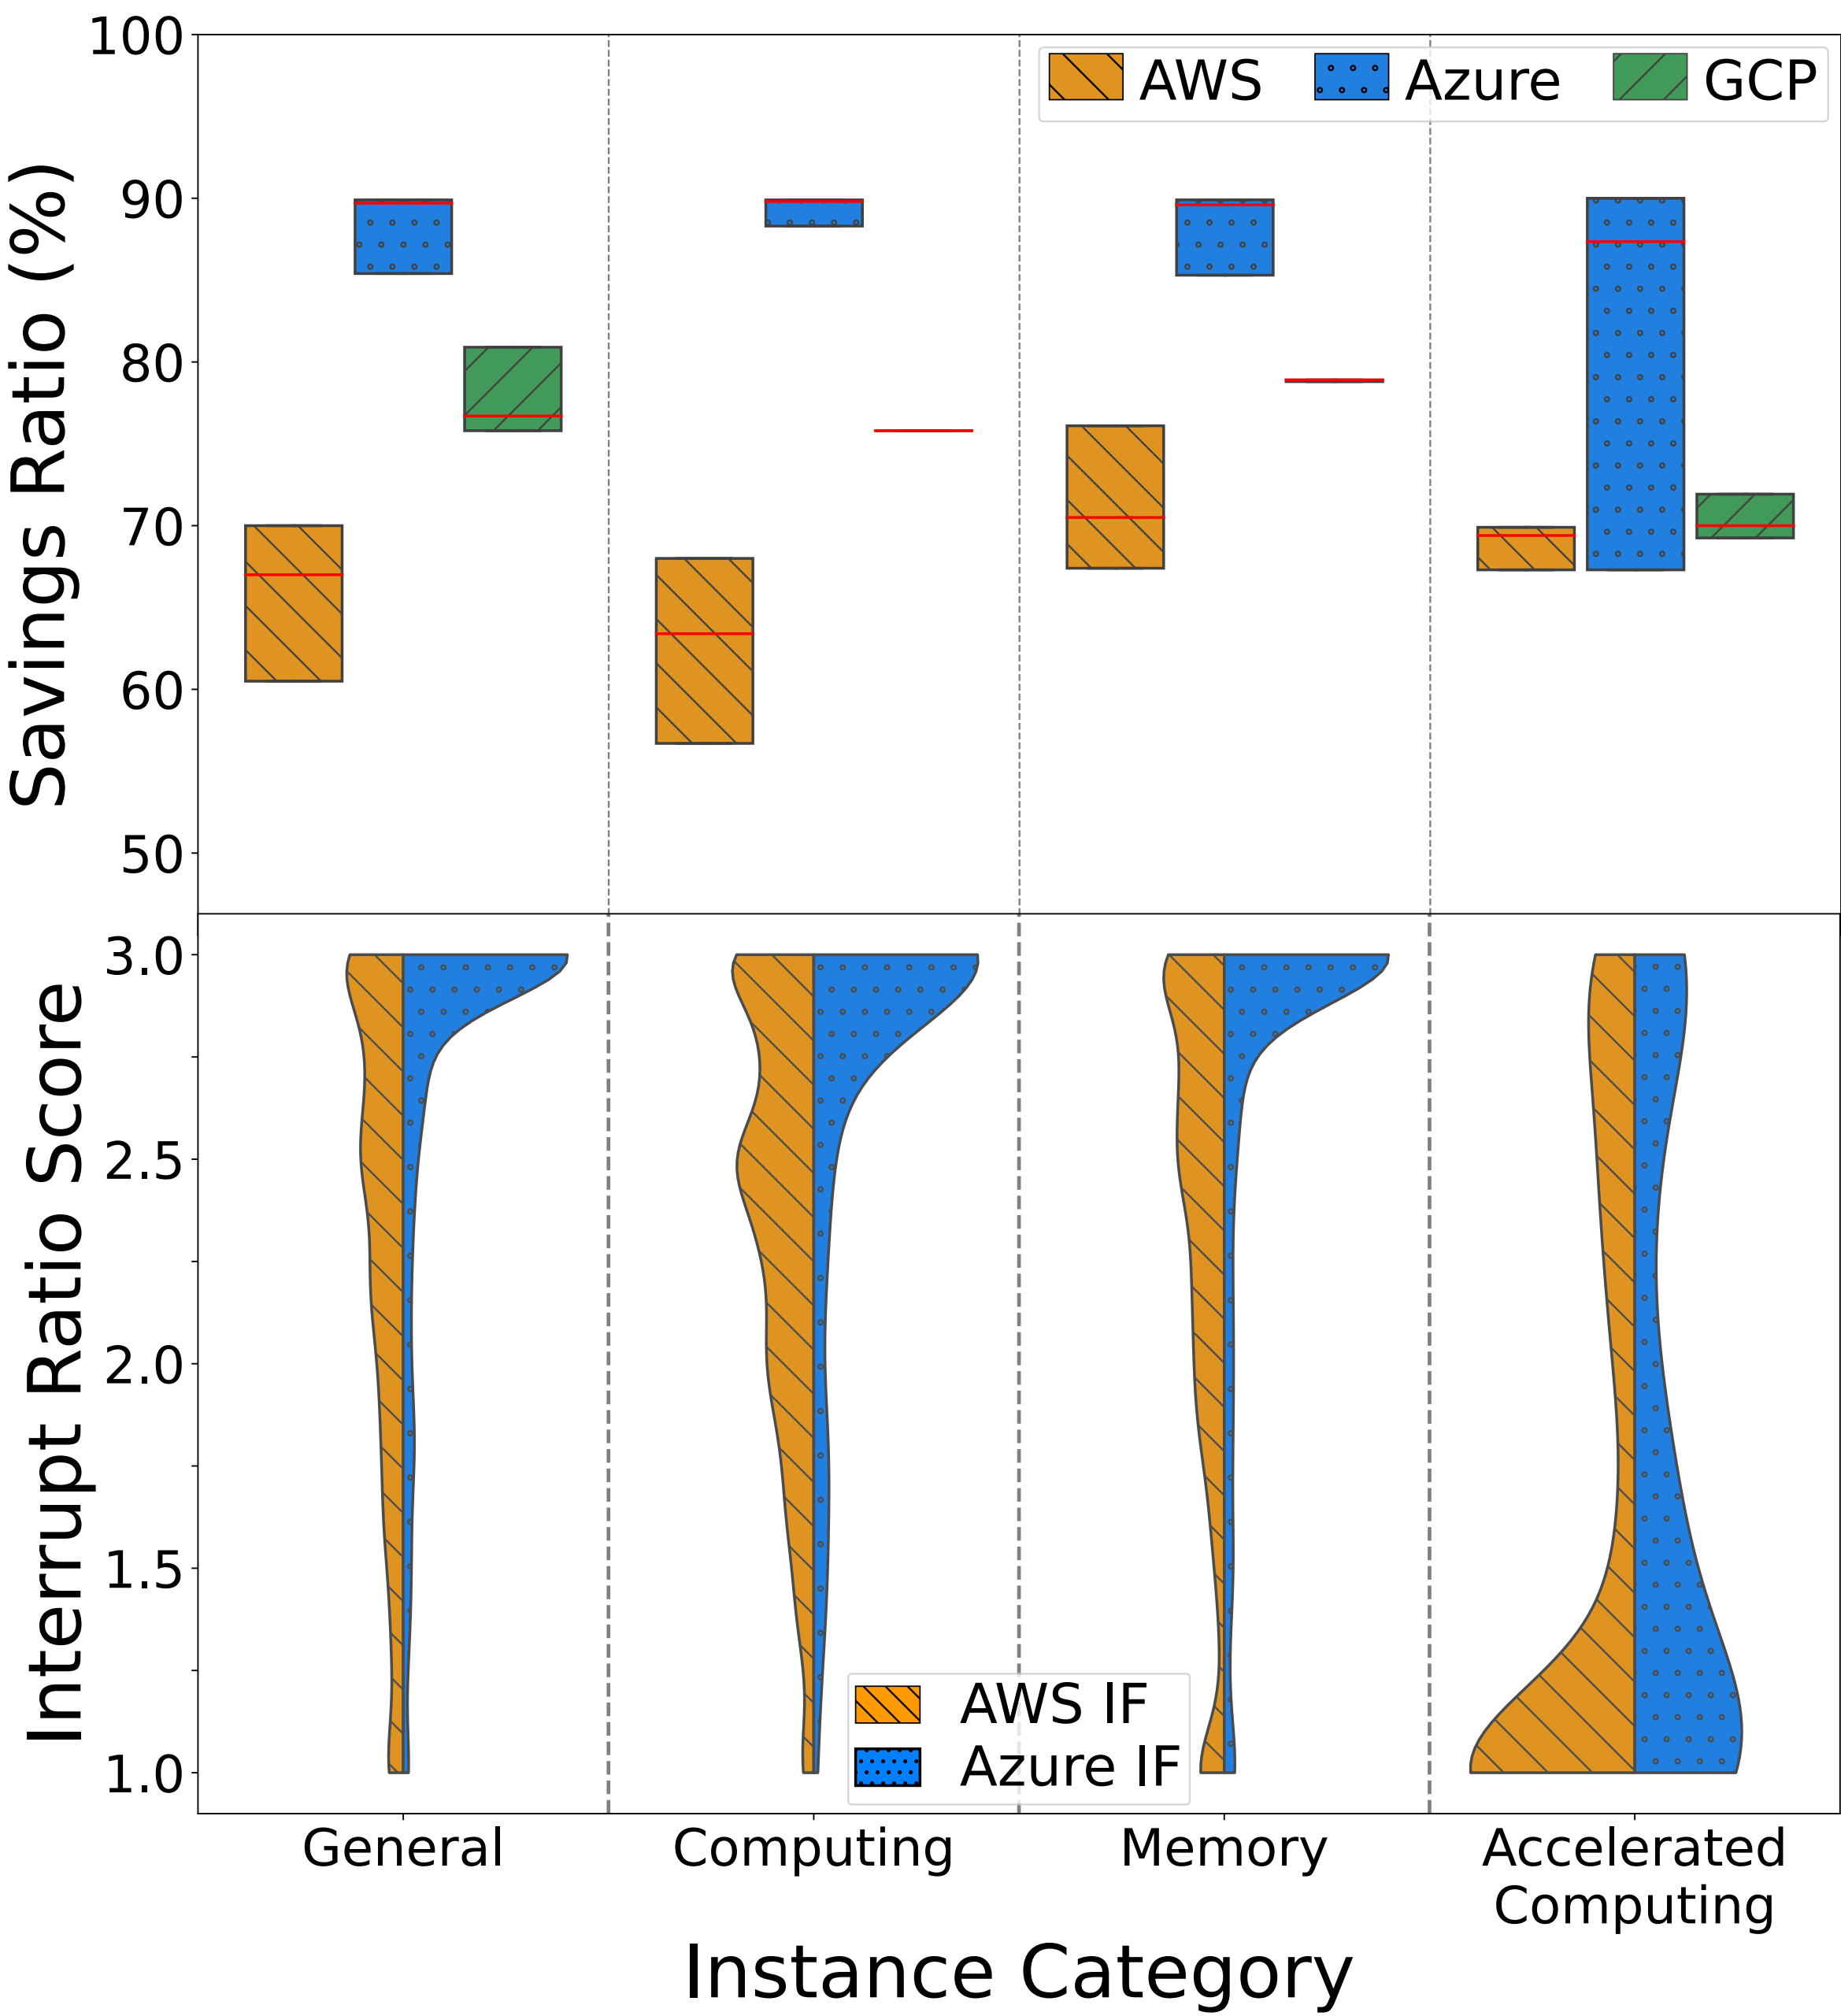 Savings Ratio (%)
100
90
80
70
60
50
AWS
Azure
GCP
Interrupt Ratio Score
3.0
2.5
2.0
1.5
1.0
AWS IF
Azure IF
General
Computing
Memory
Accelerated
Computing
Instance Category